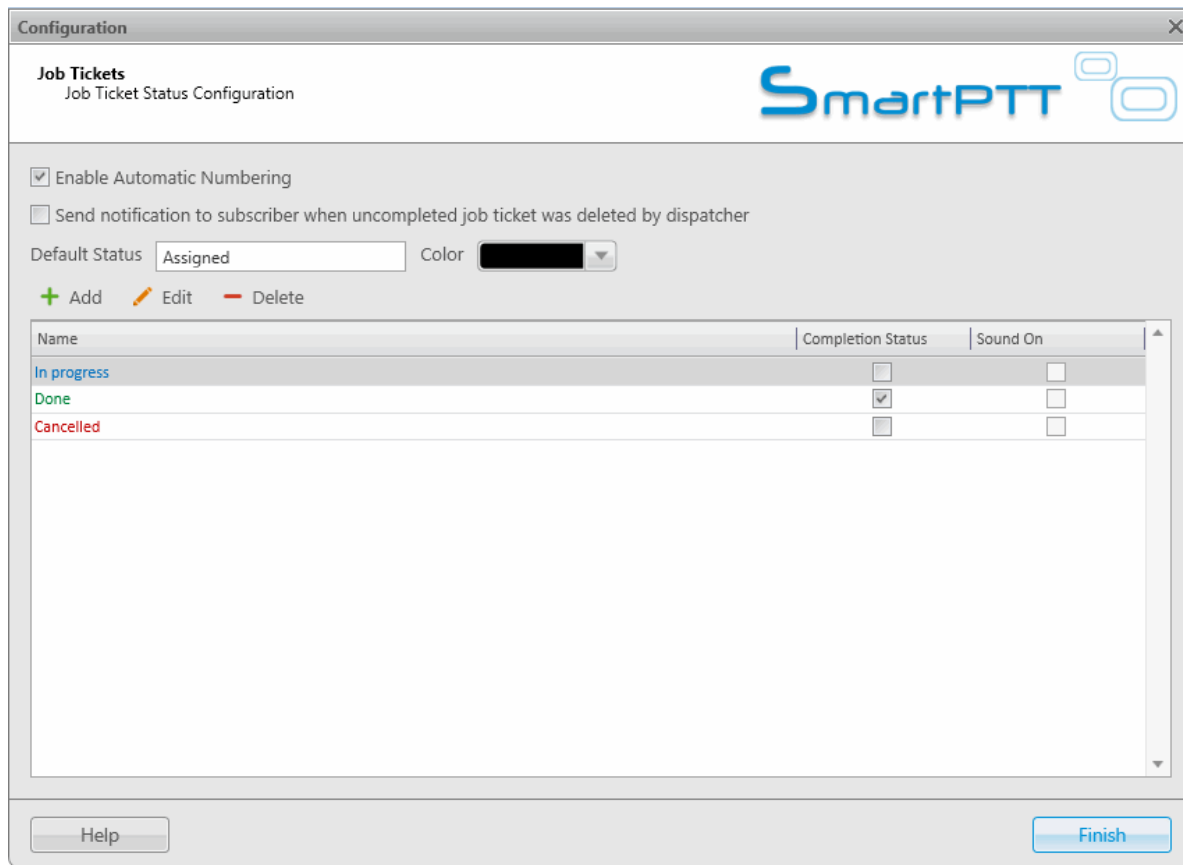 Configuration
Job Tickets
Job Ticket Status Configuration
SmartPTT
Enable Automatic Numbering
Send notification to subscriber when uncompleted job ticket was deleted by dispatcher
Default Status Assigned Color
Add Edit Delete
Name Completion Status Sound On
In progress
Done
Cancelled
Help Finish